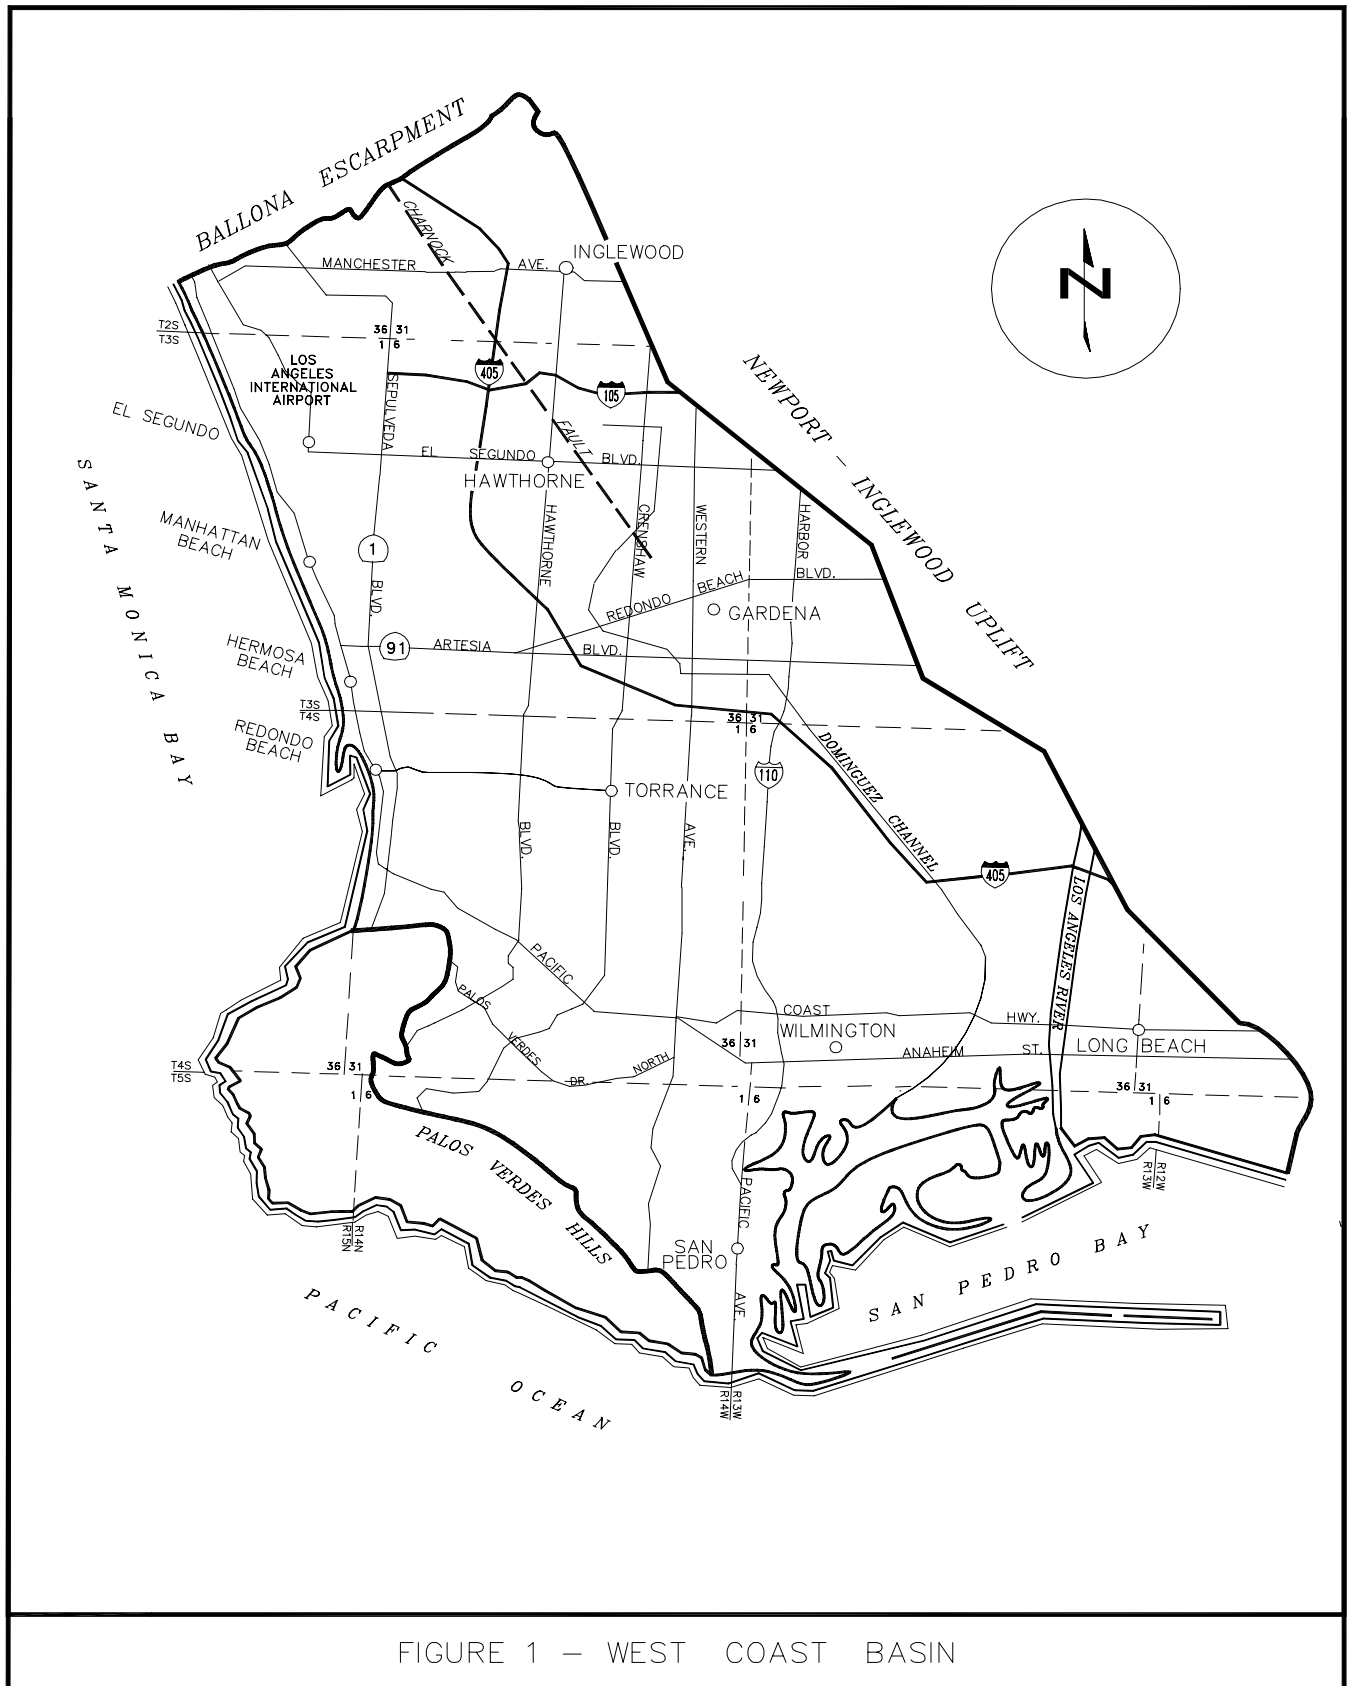 BALLONA ESCARPMENT
CHARNOCK
INGLEWOOD
MANCHESTER AVE.
N
T2S
T3S
36 31
1 6
LOS
ANGELES
INTERNATIONAL
AIRPORT
405
105
NEWPORT - INGLEWOOD UPLIFT
SEPULVEDA
EL SEGUNDO
FAULT
EL SEGUNDO BLVD.
HAWTHORNE
SANTA MONICA BAY
MANHATTAN
BEACH
1
BLVD.
HAWTHORNE
CRENSHAW
WESTERN
HARBOR
REDONDO BEACH BLVD.
GARDENA
HERMOSA
BEACH
91
ARTESIA BLVD.
T3S
T4S
36 31
1 6
REDONDO
BEACH
110
DOMINGUEZ CHANNEL
TORRANCE
BLVD.
BLVD.
AVE.
405
LOS ANGELES RIVER
PACIFIC COAST HWY.
PALOS VERDES DR. NORTH
WILMINGTON
36 31
ANAHEIM ST.
LONG BEACH
T4S
T5S
36 31
1 6
1 6
36 31
1 6
PALOS VERDES HILLS
R13W
R12W
PACIFIC
R15N
R14N
SAN
PEDRO
AVE.
SAN PEDRO BAY
PACIFIC OCEAN
R14W
R13W
FIGURE 1 - WEST COAST BASIN